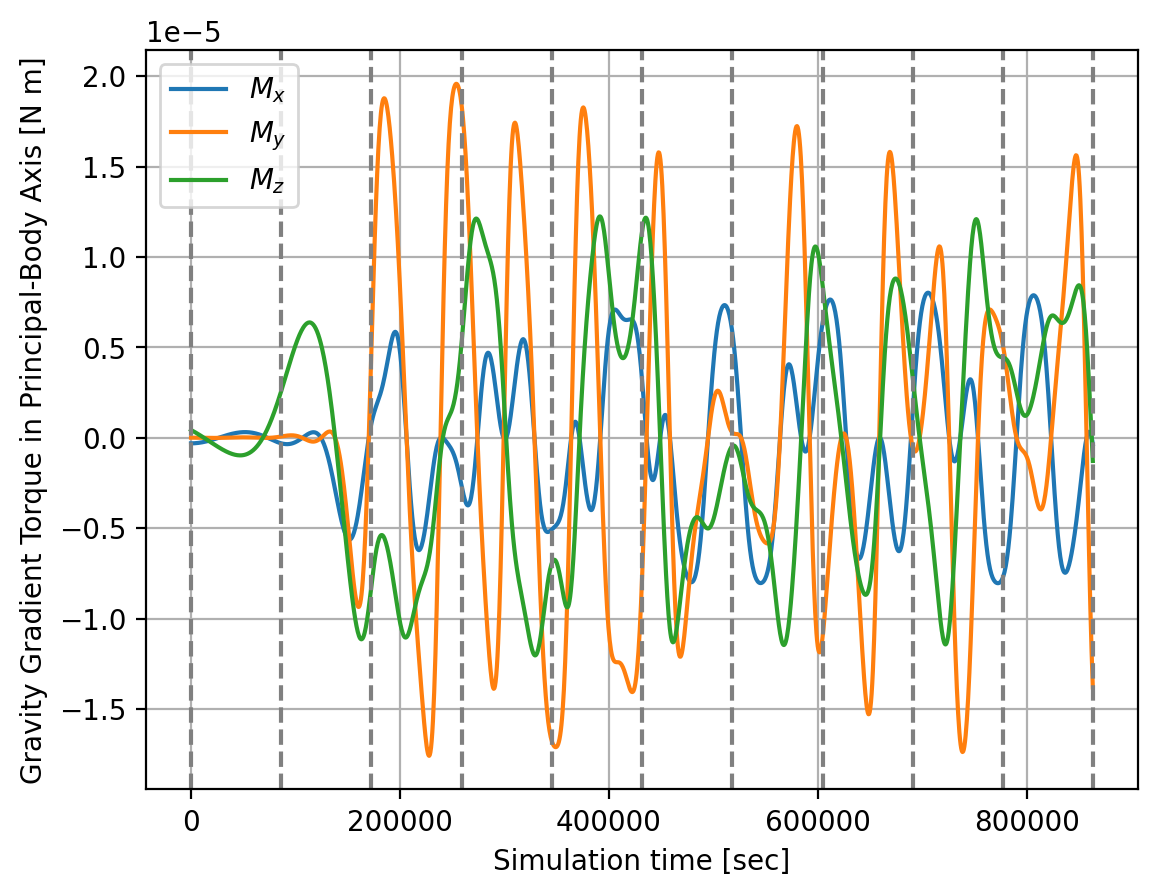 1e−5
Gravity Gradient Torque in Principal-Body Axis [N m]
2.0
1.5
1.0
0.5
0.0
−0.5
−1.0
−1.5
M_x
M_y
M_z
0 200000 400000 600000 800000
Simulation time [sec]